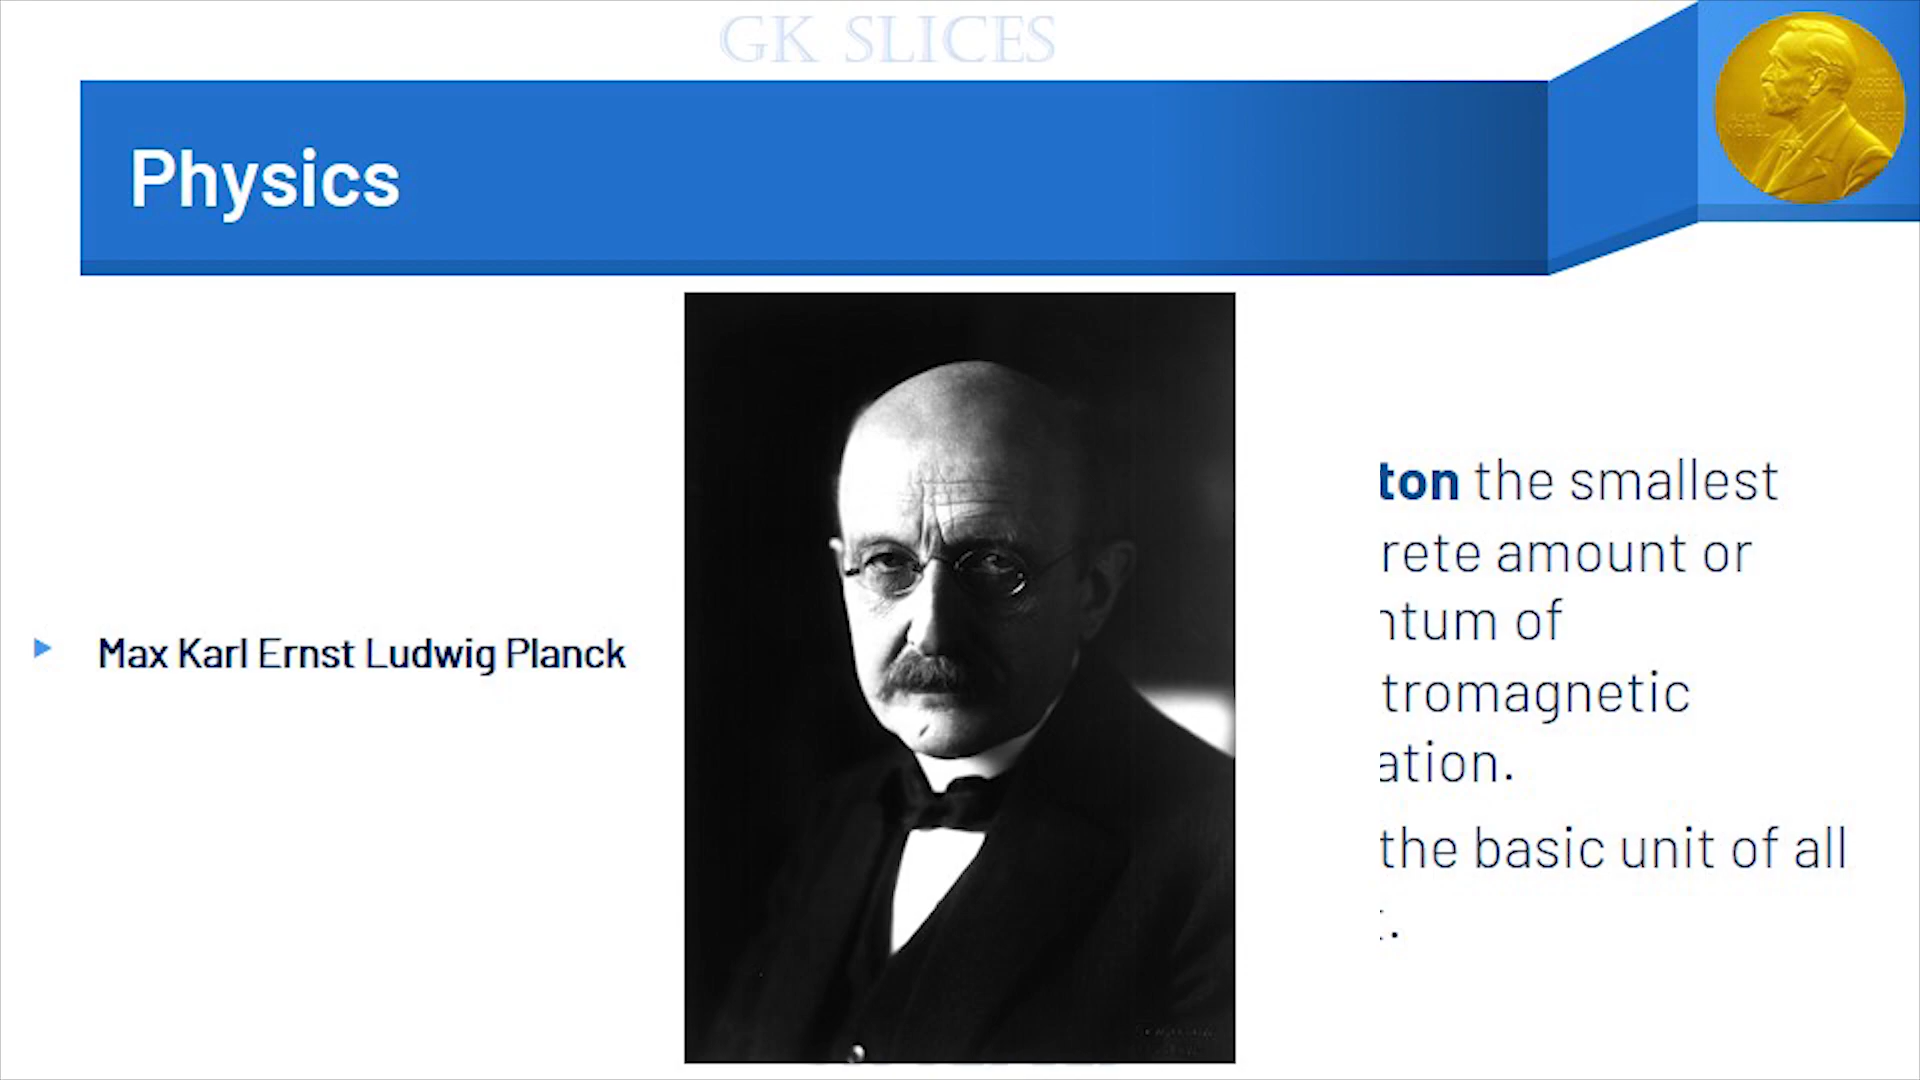 GK SLICES
Physics
Max Karl Ernst Ludwig Planck
ton the smallest
rete amount or
ntum of
tromagnetic
ation.
the basic unit of all
.